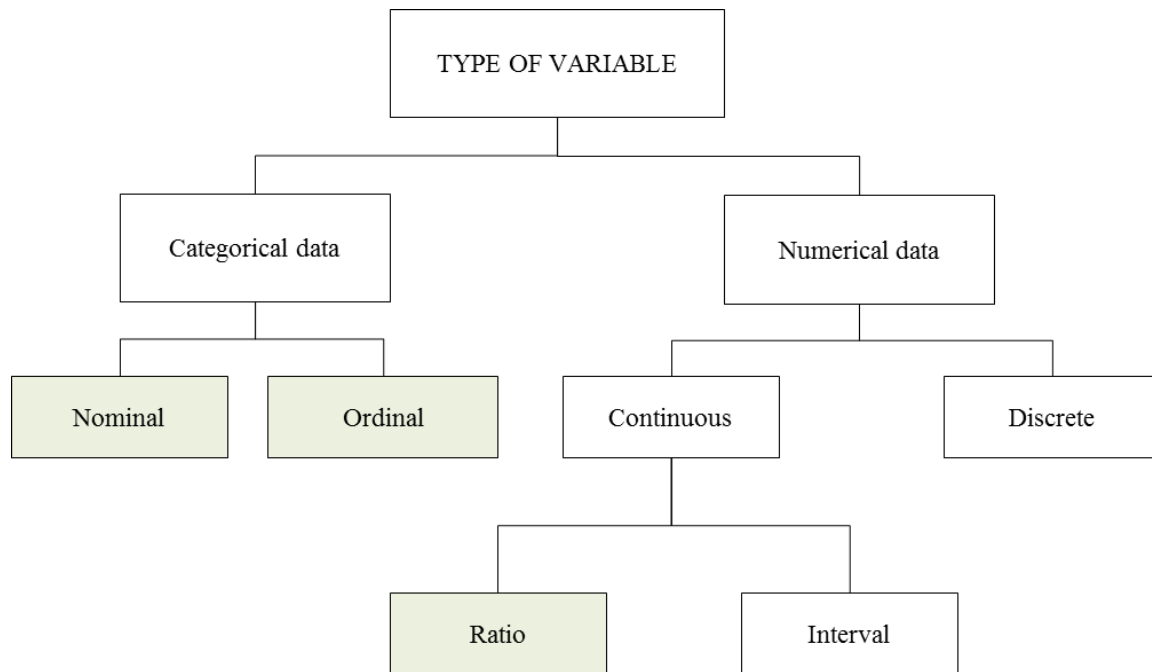 TYPE OF VARIABLE
Categorical data
Numerical data
Nominal
Ordinal
Continuous
Discrete
Ratio
Interval